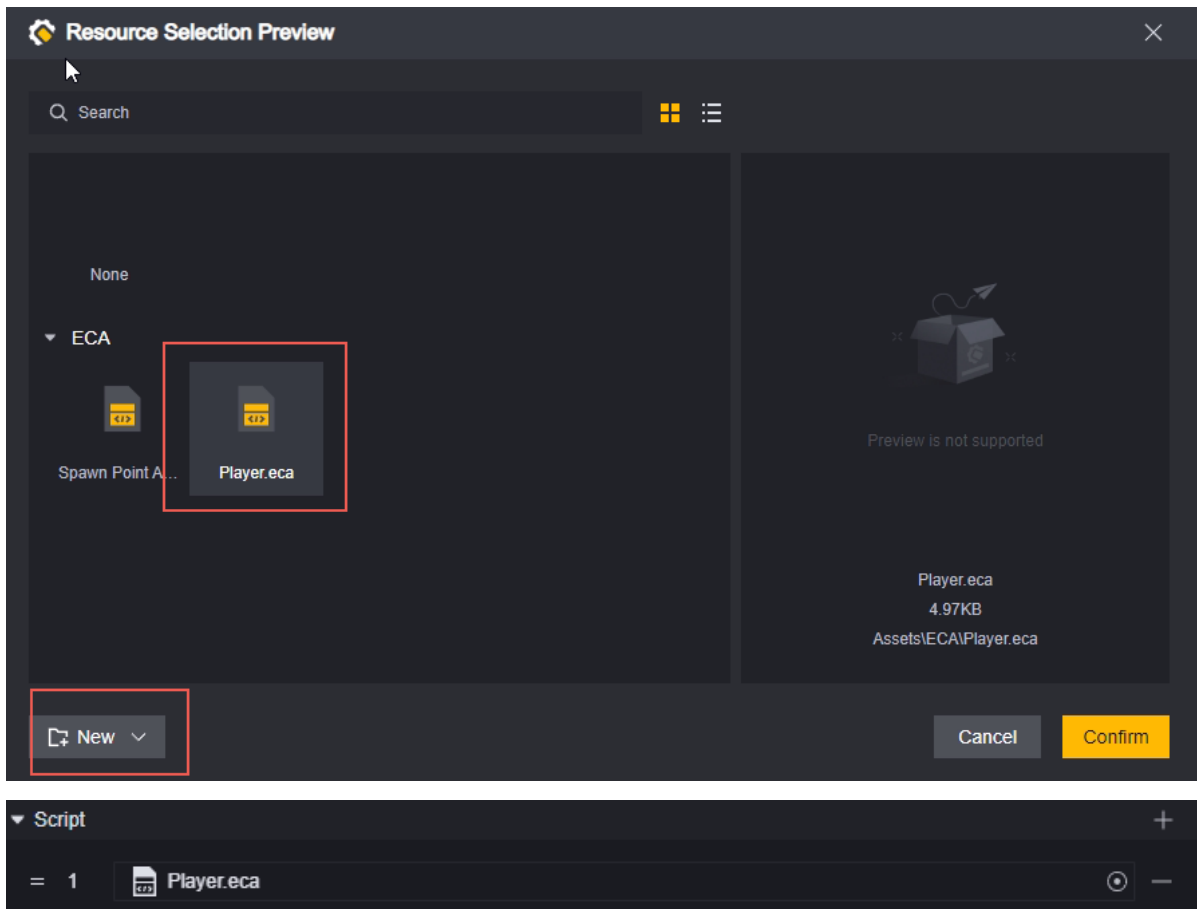 Resource Selection Preview
Search
None
ECA
Spawn Point A...
Player.eca
Preview is not supported
Player.eca
4.97KB
Assets\ECA\Player.eca
New
Cancel
Confirm
Script
= 1 Player.eca